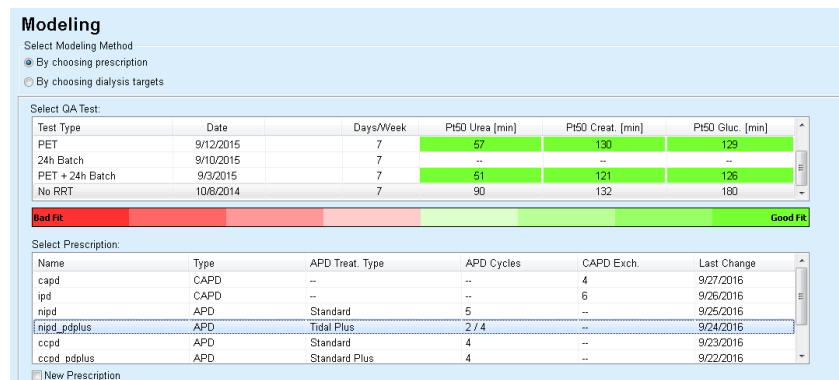 Modeling
Select Modeling Method
By choosing prescription
By choosing dialysis targets
Select QA Test:
Test Type Date Days/Week Pt50 Urea [min] Pt50 Creat. [min] Pt50 Gluc. [min]
PET 9/12/2015 7 57 130 129
24h Batch 9/10/2015 7 -- -- --
PET + 24h Batch 9/3/2015 7 51 121 126
No RRT 10/8/2014 7 90 132 180
Bad Fit Good Fit
Select Prescription:
Name Type APD Treat. Type APD Cycles CAPD Exch. Last Change
capd CAPD -- -- 4 9/27/2016
ipd CAPD -- -- 6 9/26/2016
nipd APD Standard 5 -- 9/25/2016
nipd_pdplus APD Tidal Plus 2 / 4 -- 9/24/2016
ccpd APD Standard 4 -- 9/23/2016
ccpd_pdplus APD Standard Plus 4 -- 9/22/2016
New Prescription